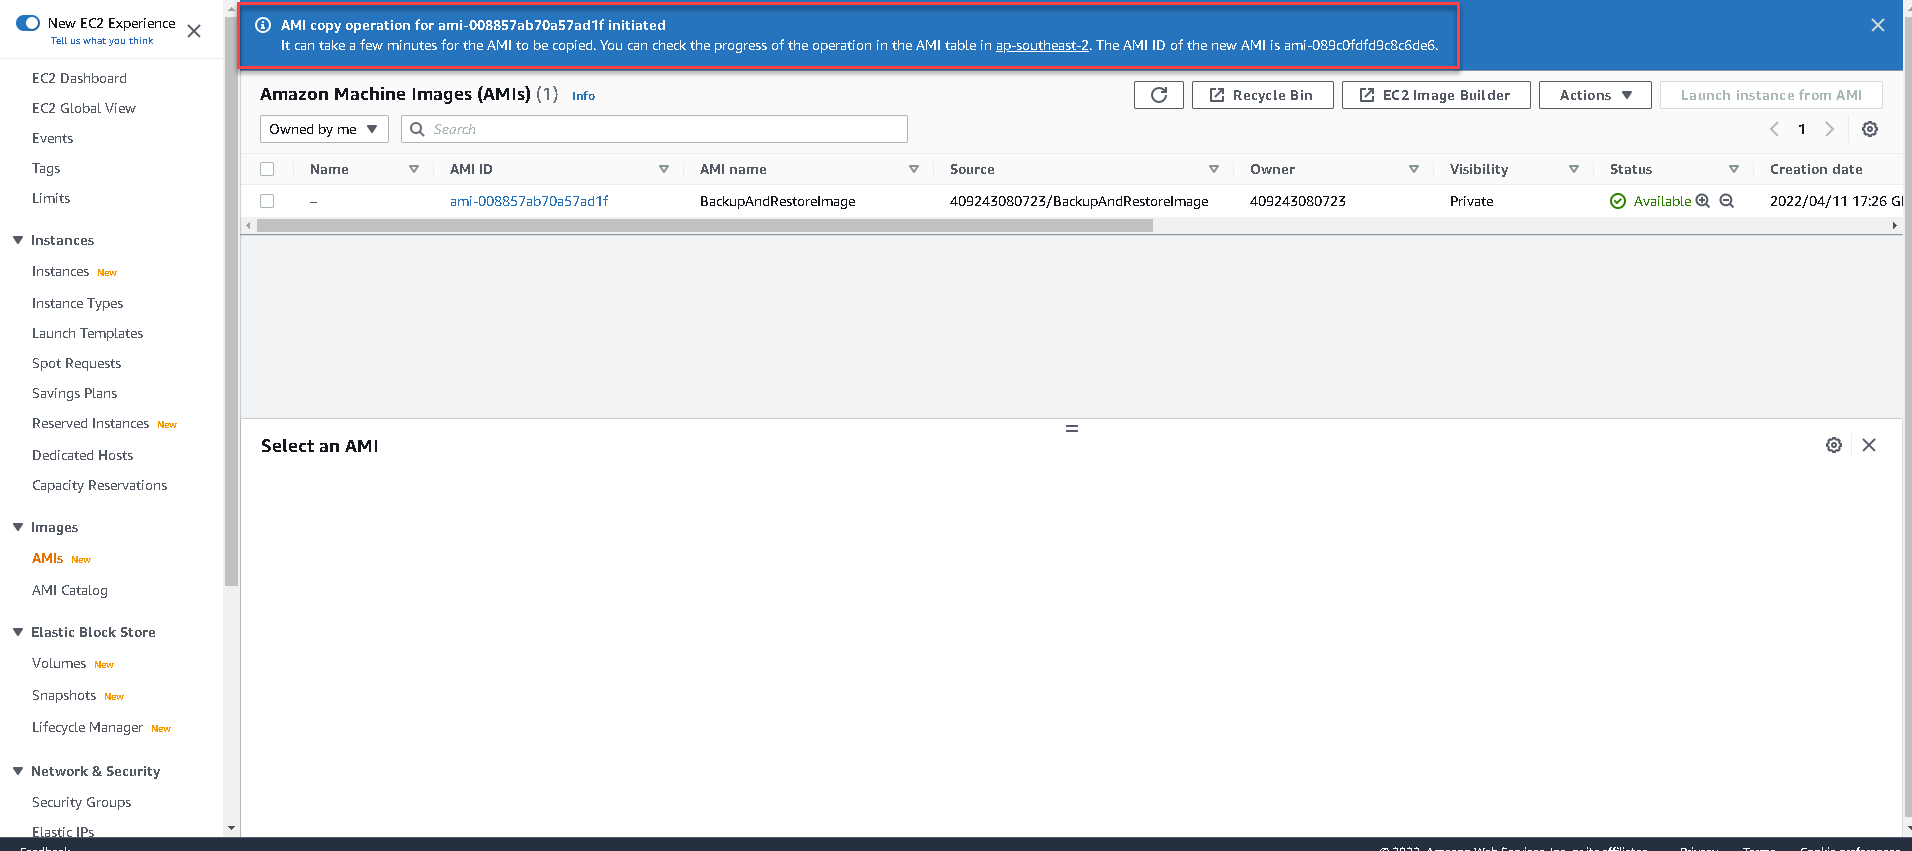 New EC2 Experience
Tell us what you think
EC2 Dashboard
EC2 Global View
Events
Tags
Limits
Instances
Instances New
Instance Types
Launch Templates
Spot Requests
Savings Plans
Reserved Instances New
Dedicated Hosts
Capacity Reservations
Images
AMIs New
AMI Catalog
Elastic Block Store
Volumes New
Snapshots New
Lifecycle Manager New
Network & Security
Security Groups
Elastic IPs
AMI copy operation for ami-008857ab70a57ad1f initiated
It can take a few minutes for the AMI to be copied. You can check the progress of the operation in the AMI table in ap-southeast-2. The AMI ID of the new AMI is ami-089c0fdfd9c8c6de6.
Amazon Machine Images (AMIs) (1) Info
Recycle Bin EC2 Image Builder Actions Launch instance from AMI
Owned by me Search 1
Name AMI ID AMI name Source Owner Visibility Status Creation date
– ami-008857ab70a57ad1f BackupAndRestoreImage 409243080723/BackupAndRestoreImage 409243080723 Private Available 2022/04/11 17:26 G
Select an AMI
Feedback © 2022, Amazon Web Services, Inc. or its affiliates. Privacy Terms Cookie preferences